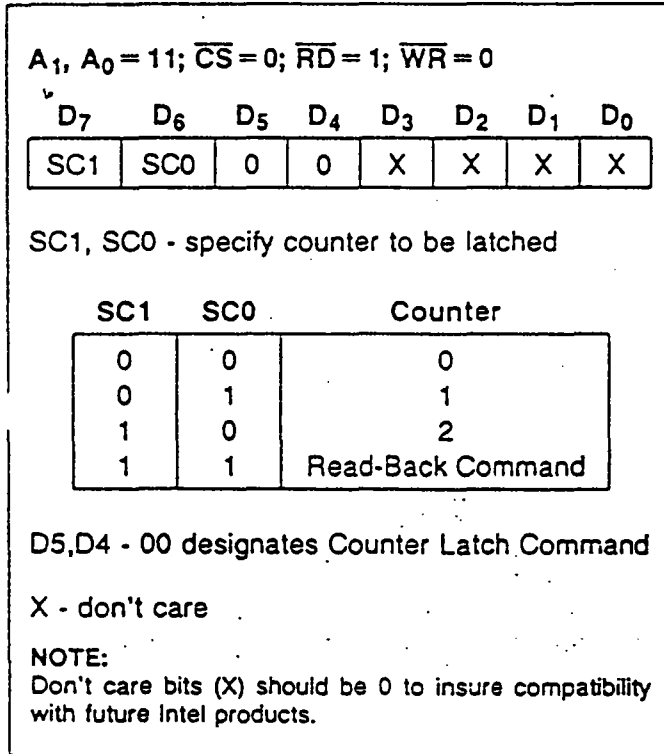 A₁, A₀ = 11; C̅S̅ = 0; R̅D̅ = 1; W̅R̅ = 0
D₇ D₆ D₅ D₄ D₃ D₂ D₁ D₀
SC1 SC0 0 0 X X X X
SC1, SC0 - specify counter to be latched
SC1 SC0 Counter
0 0 0
0 1 1
1 0 2
1 1 Read-Back Command
D5,D4 - 00 designates Counter Latch Command
X - don't care
NOTE:
Don't care bits (X) should be 0 to insure compatibility
with future Intel products.